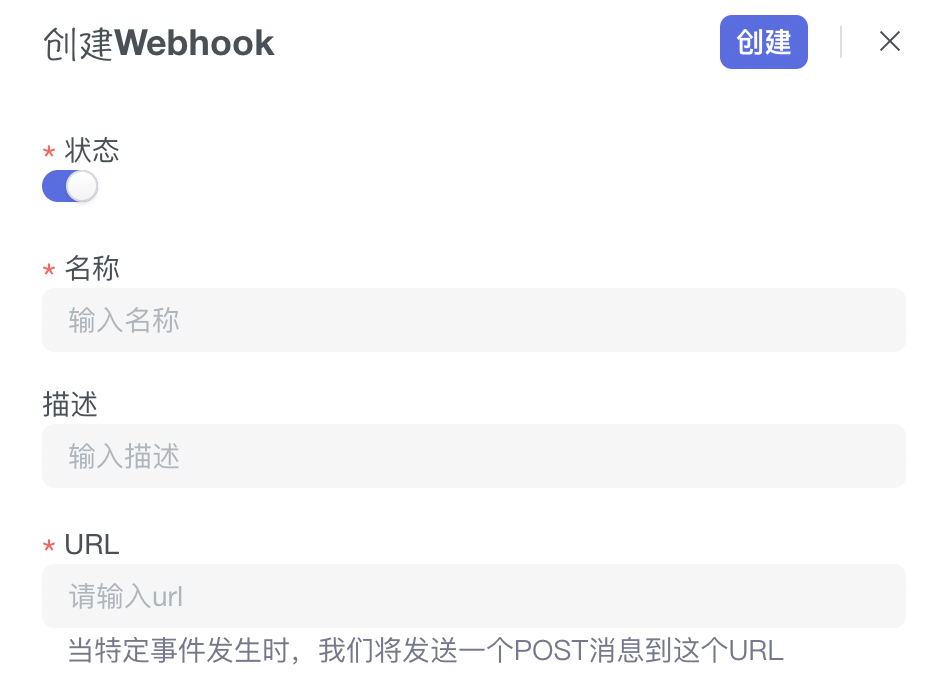 创建Webhook
创建
* 状态
* 名称
输入名称
描述
输入描述
* URL
请输入url
当特定事件发生时，我们将发送一个POST消息到这个URL